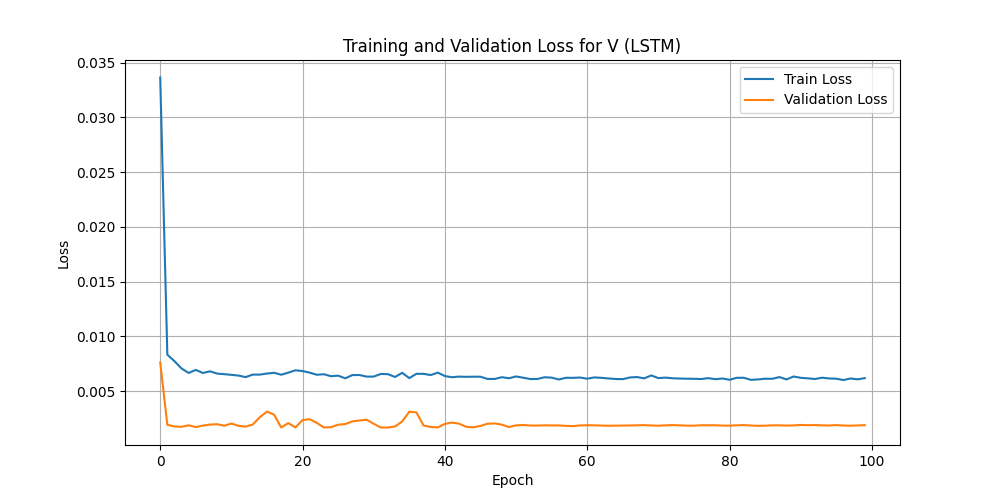 Training and Validation Loss for V (LSTM)
Train Loss
Validation Loss
Loss
0.035
0.030
0.025
0.020
0.015
0.010
0.005
0 20 40 60 80 100
Epoch